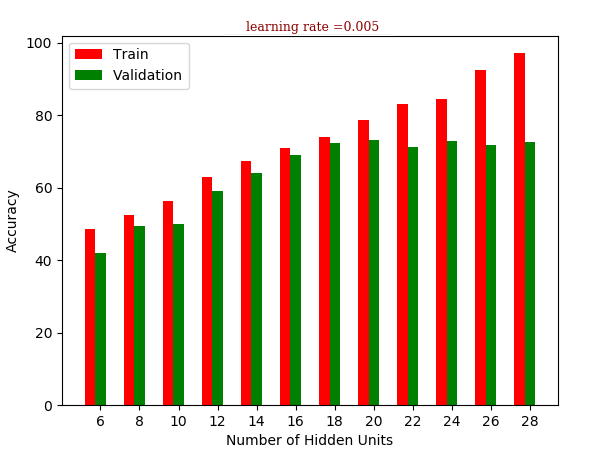 learning rate =0.005
Train
Validation
100
80
60
40
20
0
Accuracy
6 8 10 12 14 16 18 20 22 24 26 28
Number of Hidden Units